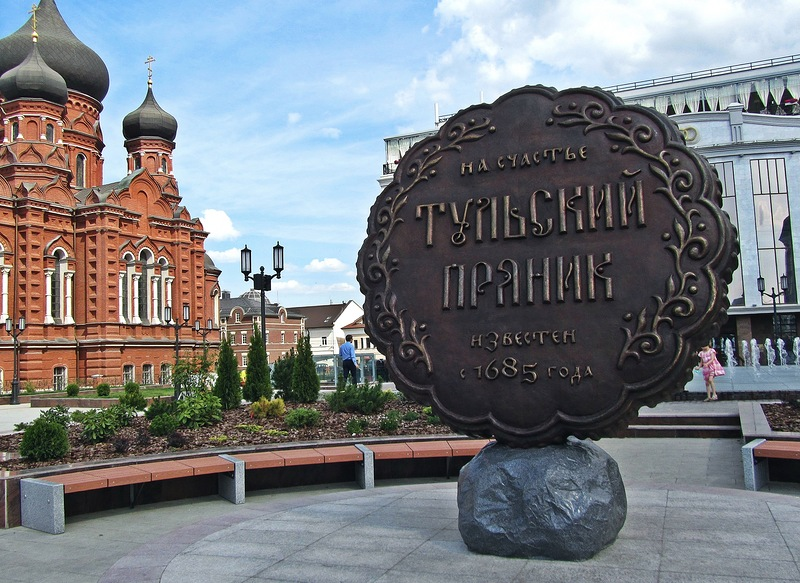 НА СЧАСТЬЕ
ТУЛЬСКИЙ
ПРЯНИК
ИЗВЕСТЕН
С 1685 ГОДА